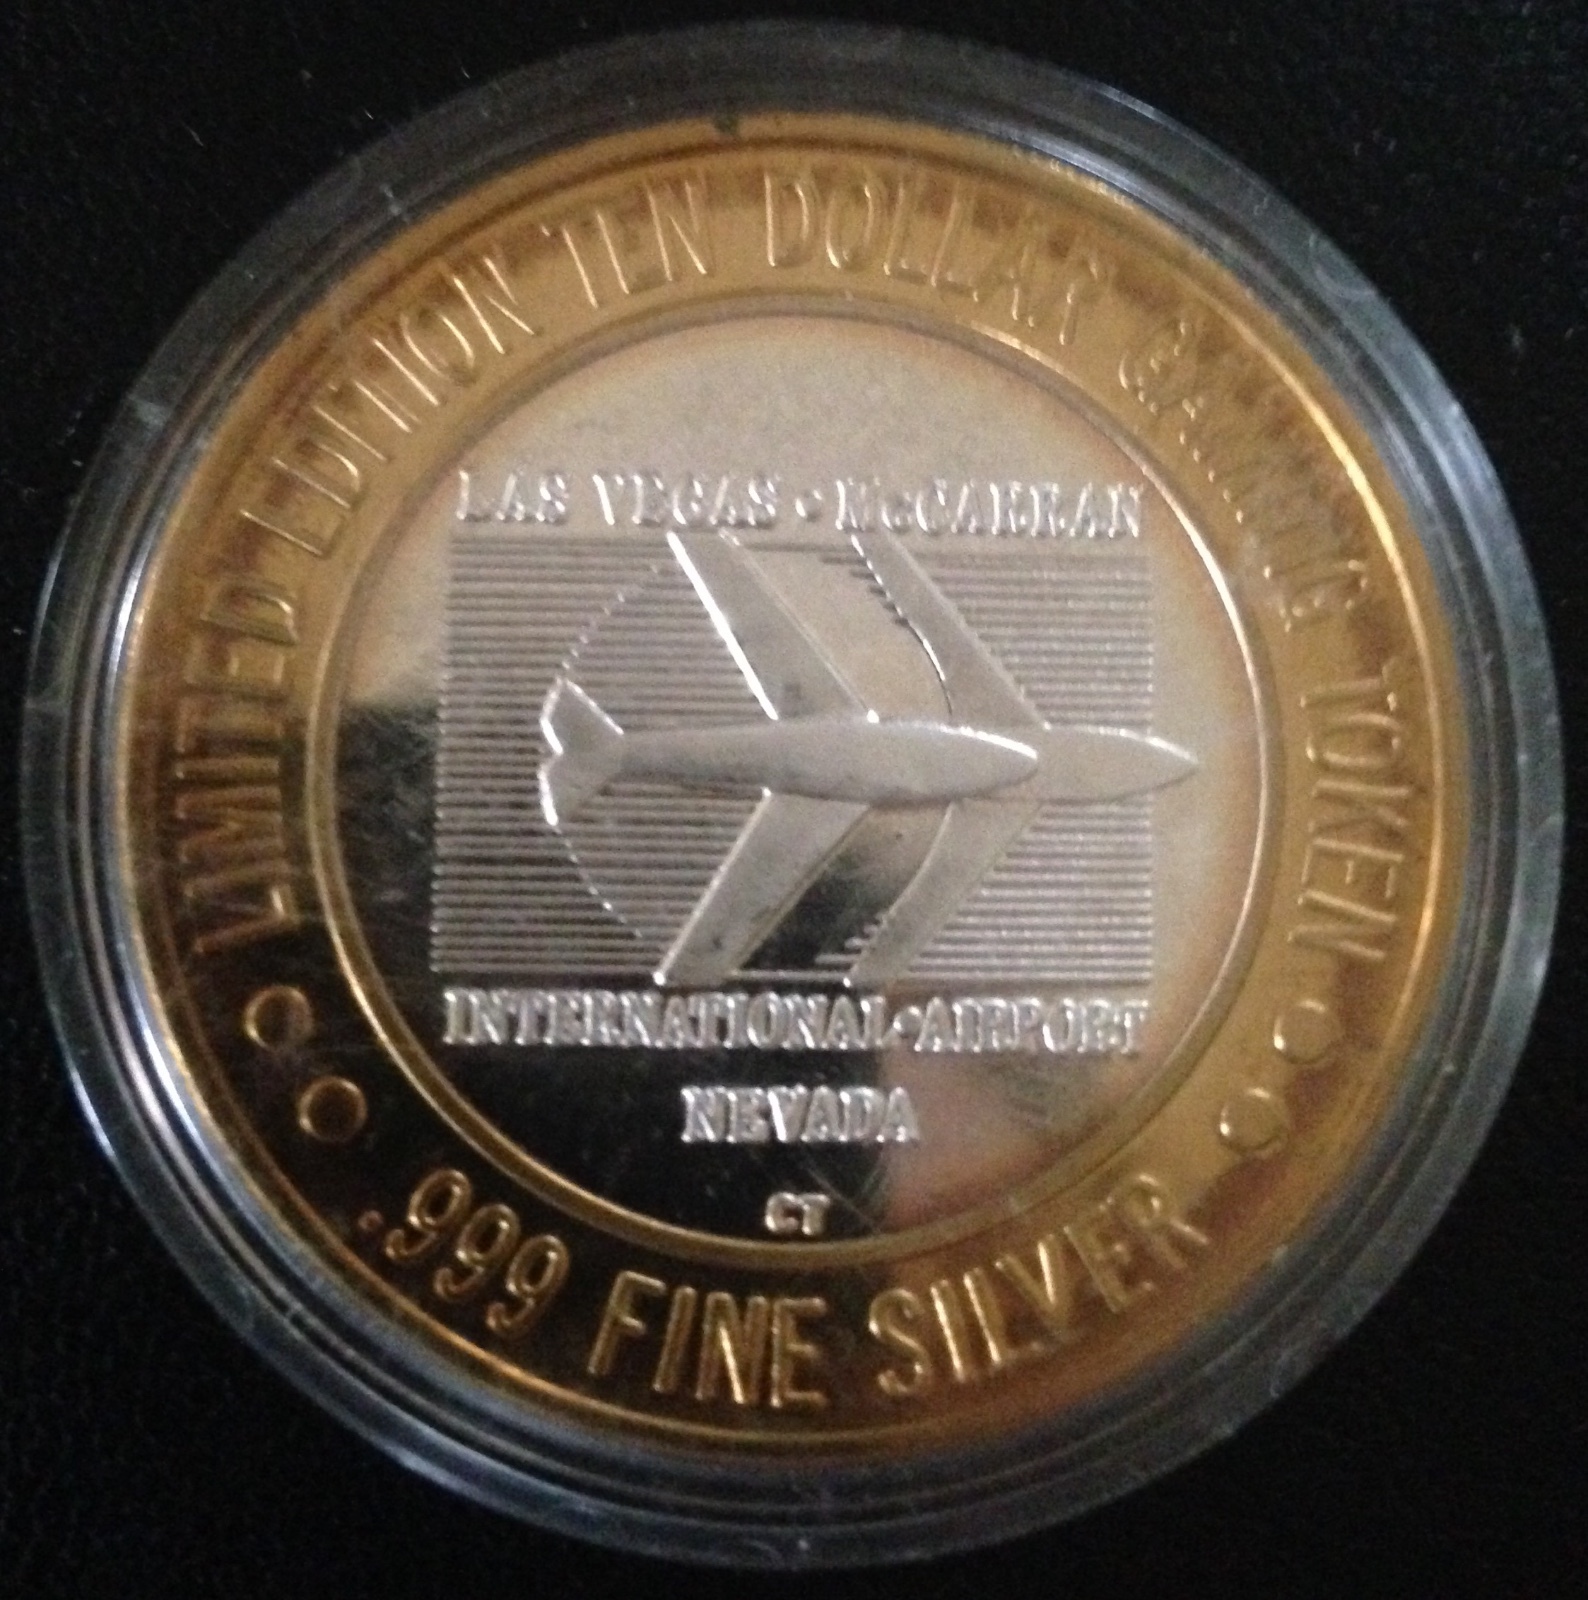 LIMITED EDITION TEN DOLLAR GAMING TOKEN
LAS VEGAS • McCARRAN
INTERNATIONAL • AIRPORT
NEVADA
CT
.999 FINE SILVER